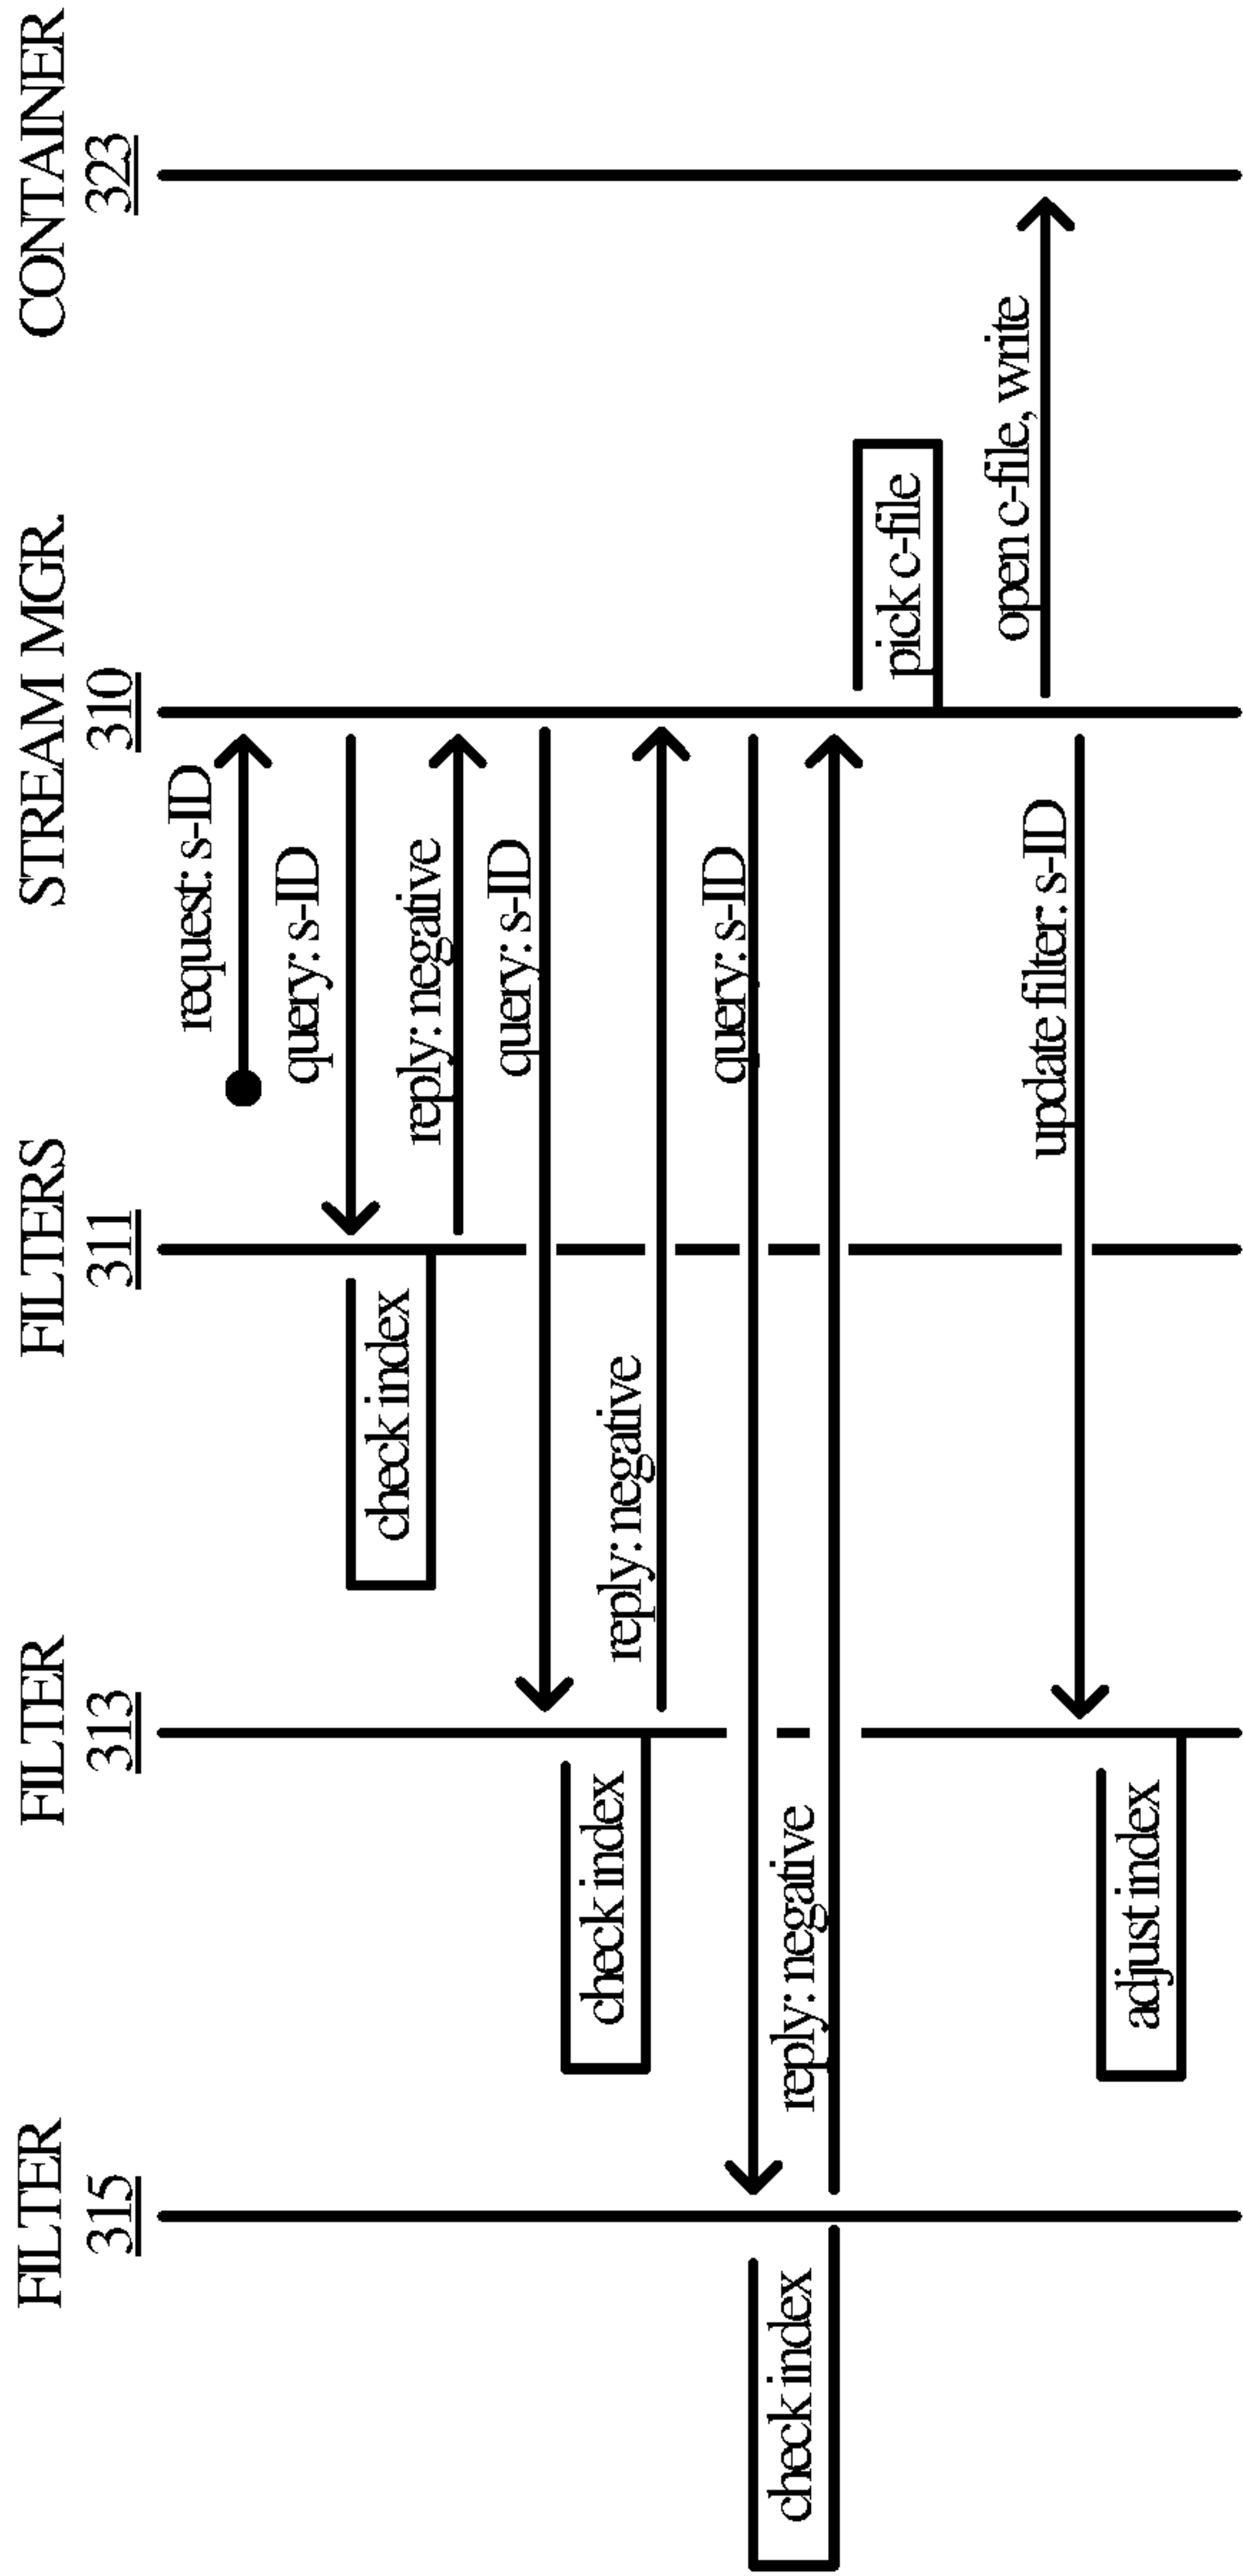 FILTER
315
FILTER
313
FILTERS
311
STREAM MGR.
310
CONTAINER
323
request: s-ID
query: s-ID
check index
reply: negative
query: s-ID
check index
reply: negative
query: s-ID
check index
reply: negative
pick c-file
open c-file, write
update filter: s-ID
adjust index